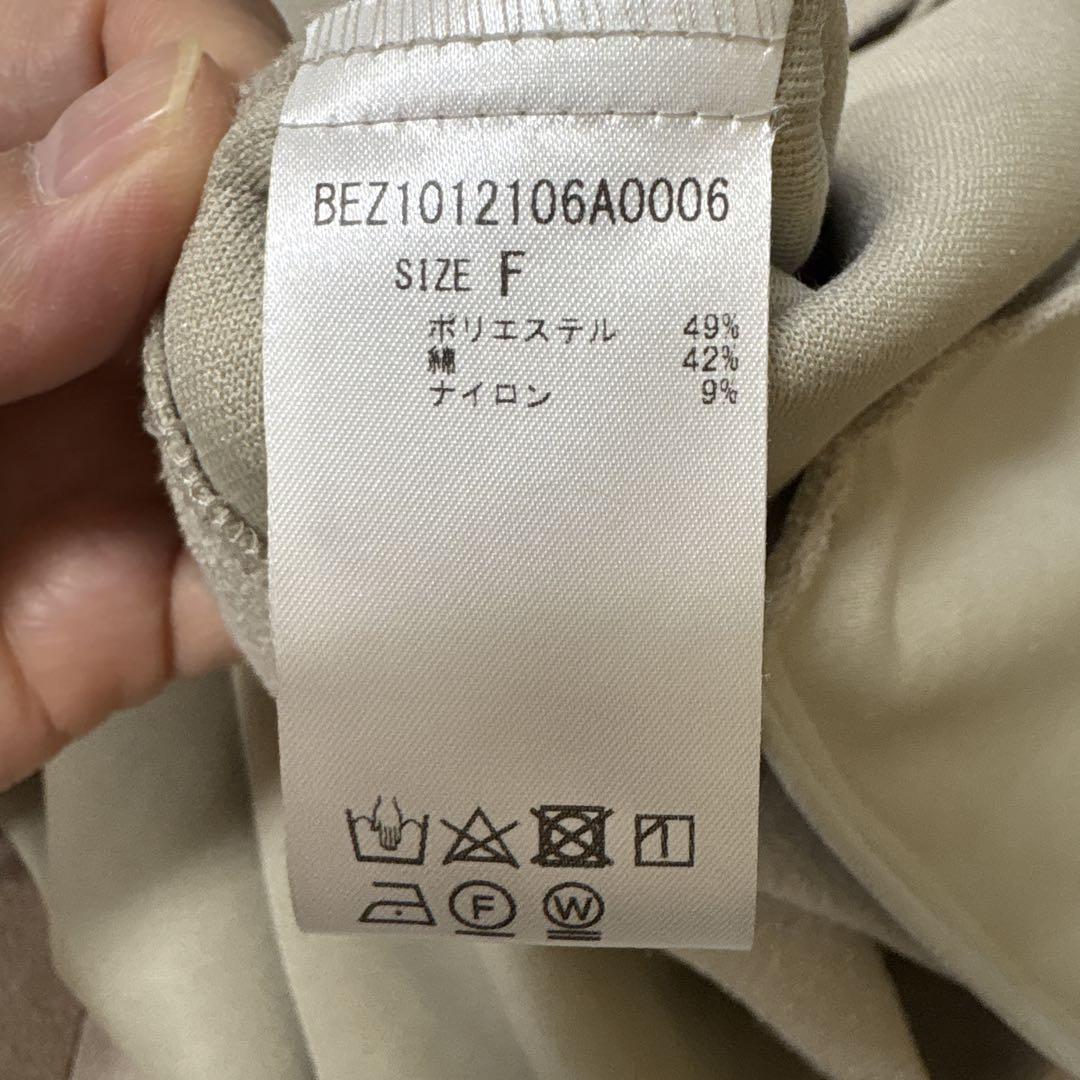 BEZ1012106A0006
SIZE F
ポリエステル 49%
綿 42%
ナイロン 9%
F W